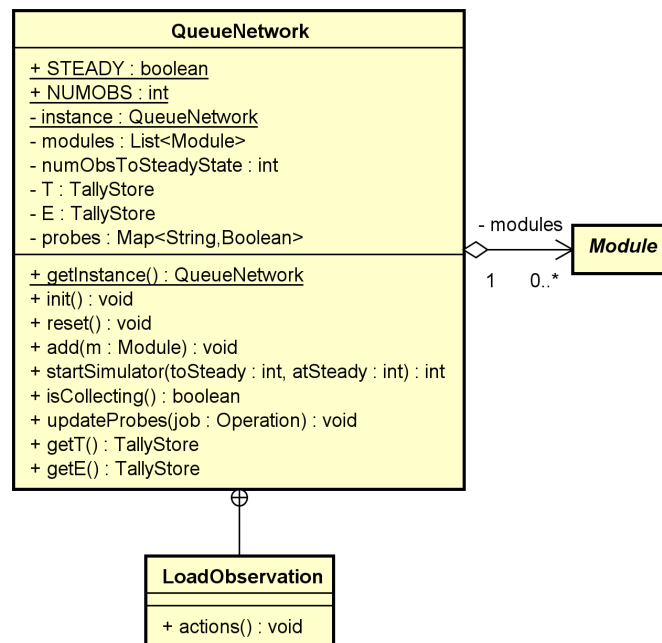 QueueNetwork
+ STEADY : boolean
+ NUMOBS : int
- instance : QueueNetwork
- modules : List<Module>
- numObsToSteadyState : int
- T : TallyStore
- E : TallyStore
- probes : Map<String,Boolean>
+ getInstance() : QueueNetwork
+ init() : void
+ reset() : void
+ add(m : Module) : void
+ startSimulator(toSteady : int, atSteady : int) : int
+ isCollecting() : boolean
+ updateProbes(job : Operation) : void
+ getT() : TallyStore
+ getE() : TallyStore
- modules
1 0..*
Module
LoadObservation
+ actions() : void